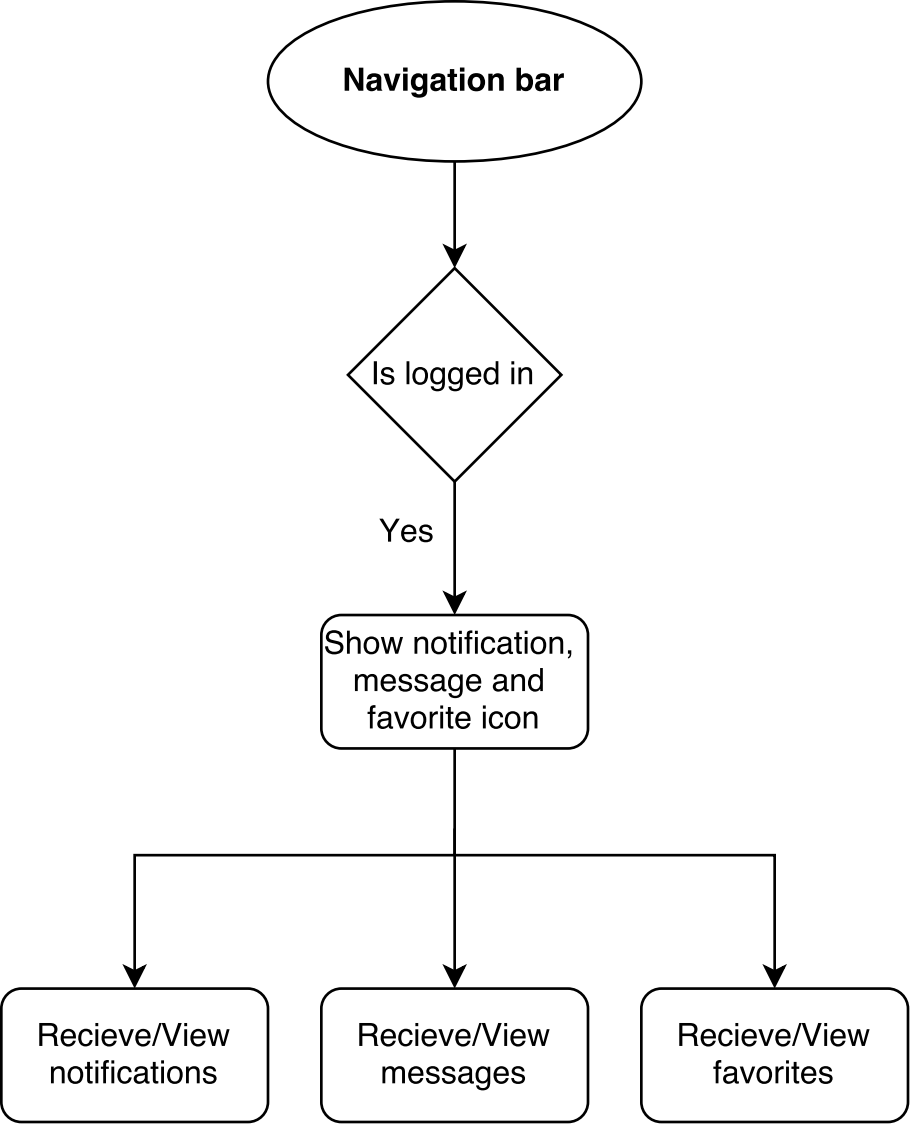 Navigation bar
Is logged in
Yes
Show notification,
message and
favorite icon
Recieve/View
notifications
Recieve/View
messages
Recieve/View
favorites